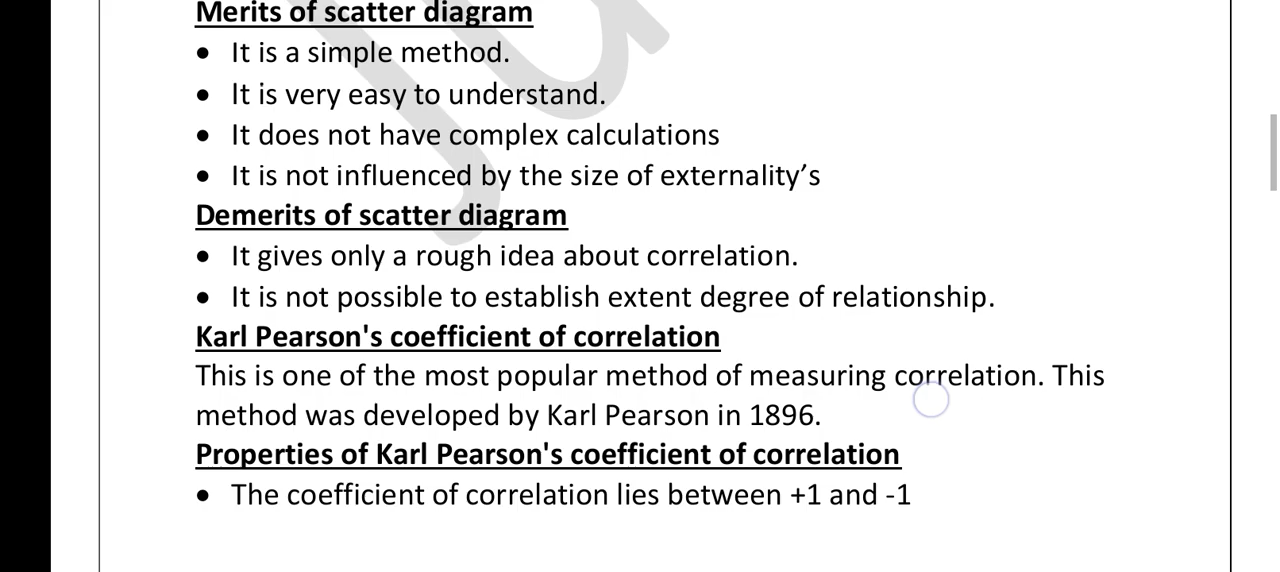 Merits of scatter diagram
• It is a simple method.
• It is very easy to understand.
• It does not have complex calculations
• It is not influenced by the size of externality’s
Demerits of scatter diagram
• It gives only a rough idea about correlation.
• It is not possible to establish extent degree of relationship.
Karl Pearson's coefficient of correlation
This is one of the most popular method of measuring correlation. This
method was developed by Karl Pearson in 1896.
Properties of Karl Pearson's coefficient of correlation
• The coefficient of correlation lies between +1 and -1